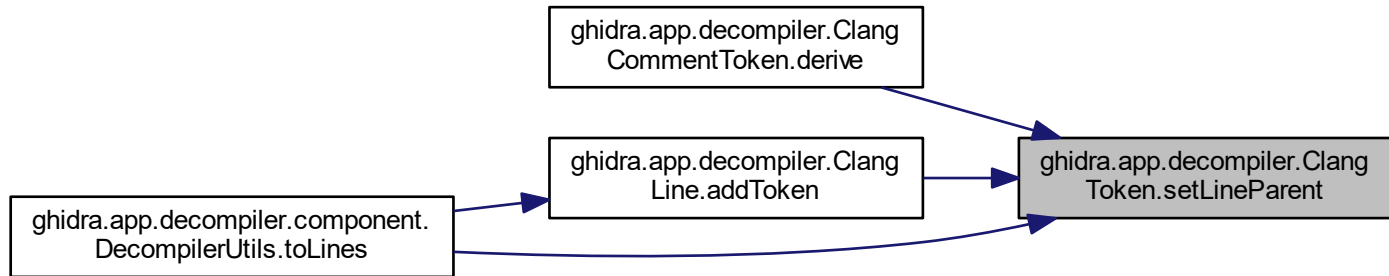 ghidra.app.decompiler.Clang
CommentToken.derive
ghidra.app.decompiler.Clang
Line.addToken
ghidra.app.decompiler.Clang
Token.setLineParent
ghidra.app.decompiler.component.
DecompilerUtils.toLines